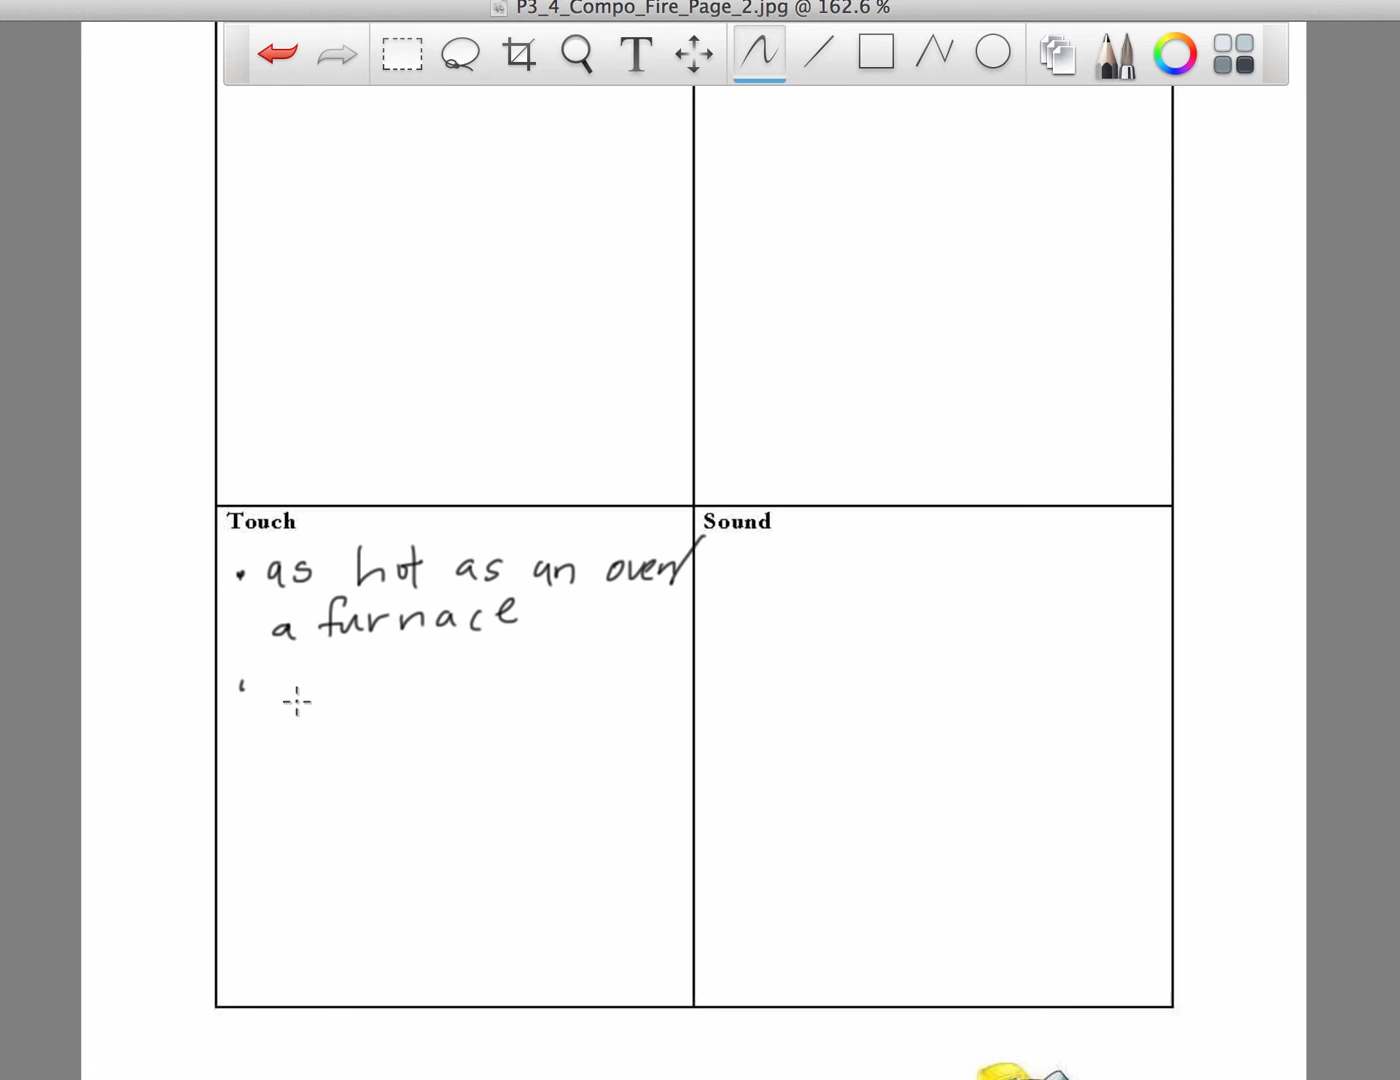 P3_4_Compo_Fire_Page_2.jpg @ 162.6 %
T
Touch
Sound
• as hot as an oven/
a furnace